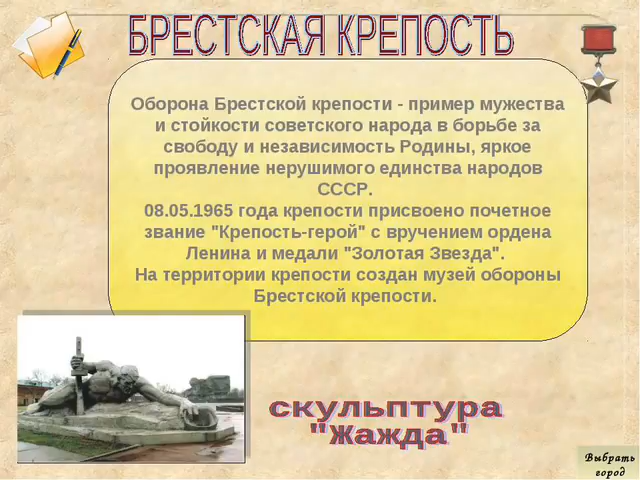 БРЕСТСКАЯ КРЕПОСТЬ
Оборона Брестской крепости - пример мужества
и стойкости советского народа в борьбе за
свободу и независимость Родины, яркое
проявление нерушимого единства народов
СССР.
08.05.1965 года крепости присвоено почетное
звание "Крепость-герой" с вручением ордена
Ленина и медали "Золотая Звезда".
На территории крепости создан музей обороны
Брестской крепости.
скульптура
"Жажда"
Выбрать
город